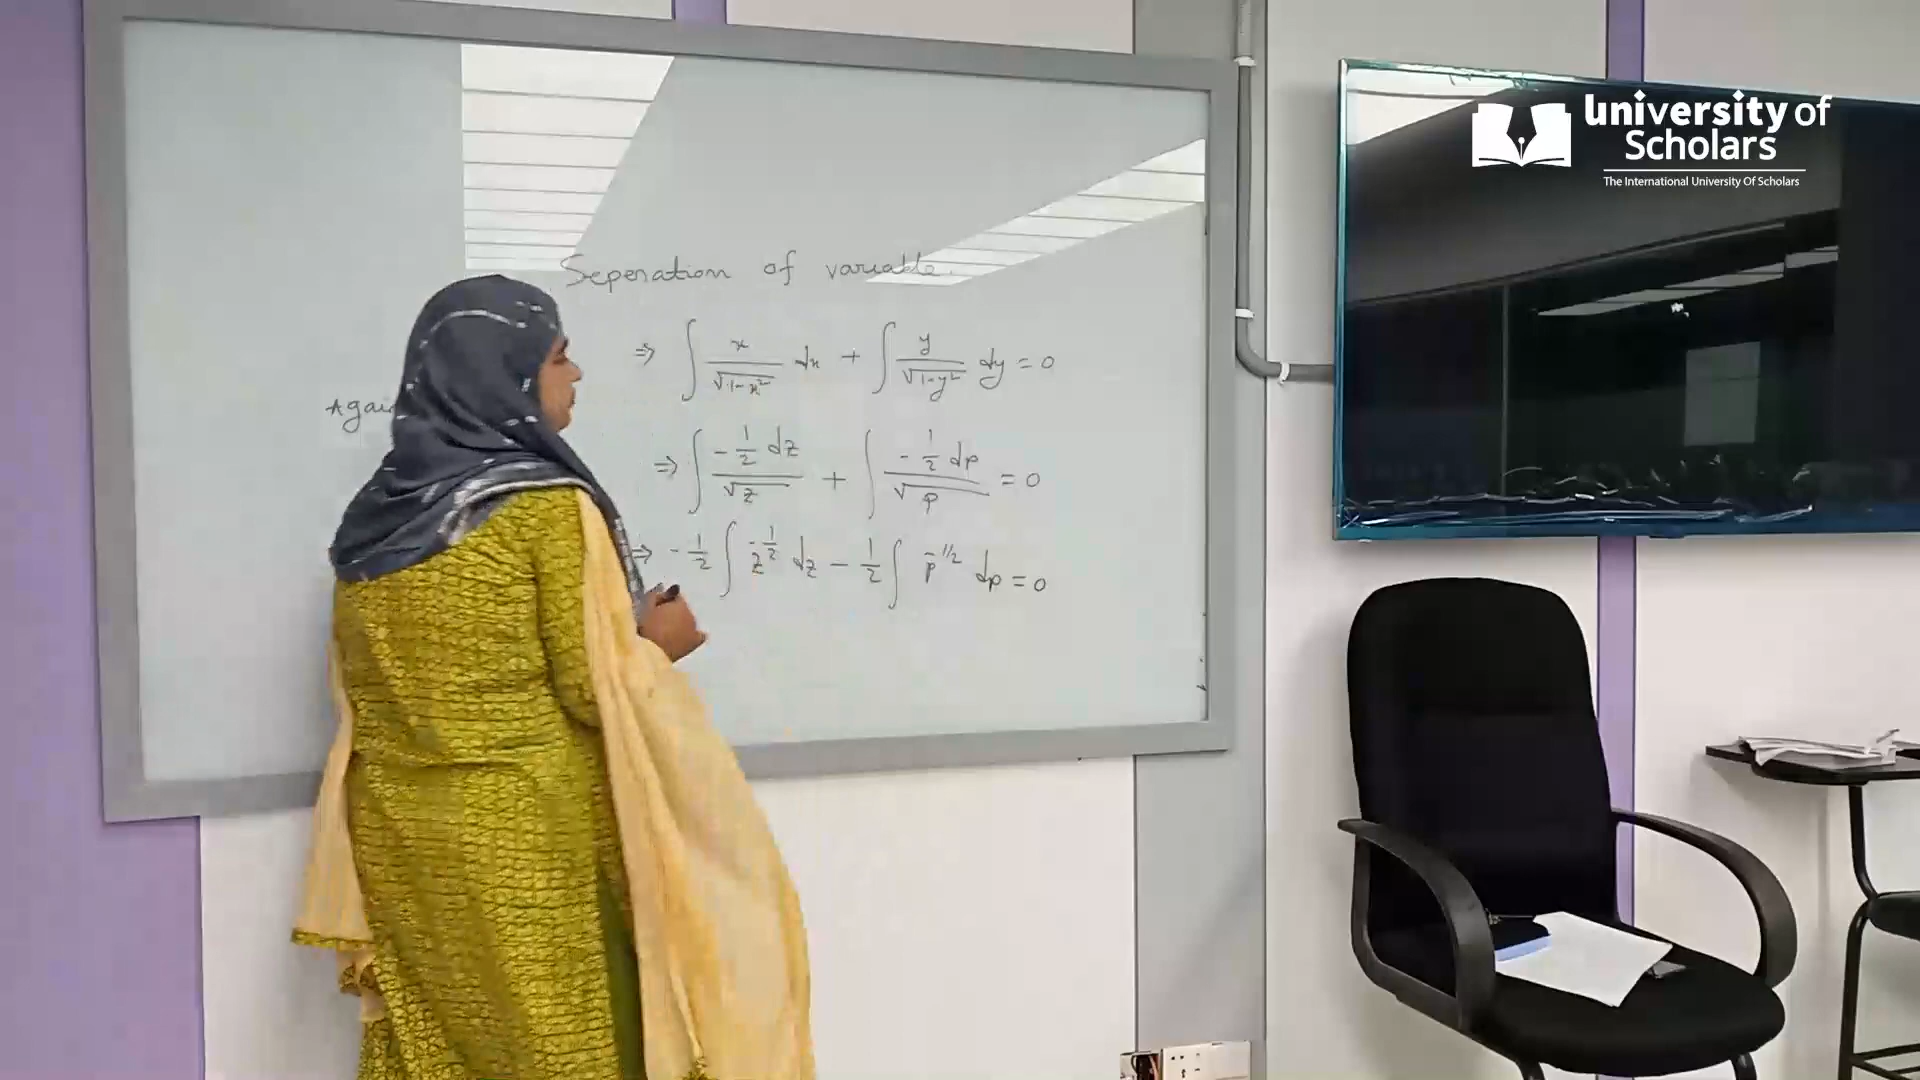 University of
Scholars
The International University Of Scholars
Seperation of variable.
⇒ ∫ x/√(1-x²) dx + ∫ y/√(1-y²) dy = 0
Again
⇒ ∫ (-1/2 dz)/√z + ∫ (-1/2 dp)/√p = 0
⇒ -1/2 ∫ z^(-1/2) dz - 1/2 ∫ p^(-1/2) dp = 0